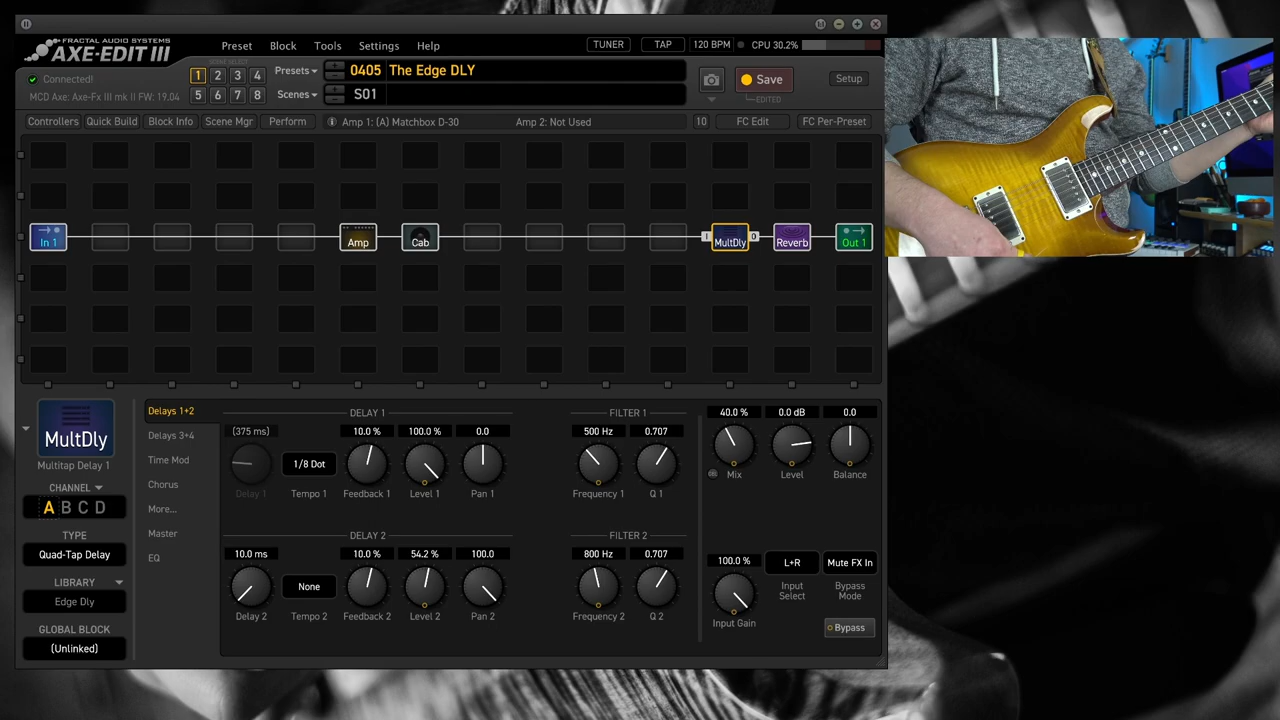 FRACTAL AUDIO SYSTEMS
AXE-EDIT III
Preset Block Tools Settings Help
TUNER TAP 120 BPM CPU 30.2%
Connected!
MCD Axe: Axe-Fx III mk II FW: 19.04
SCENE SELECT
1 2 3 4
5 6 7 8
Presets
0405 The Edge DLY
Scenes
S01
Save
EDITED
Setup
Controllers Quick Build Block Info Scene Mgr Perform Amp 1: (A) Matchbox D-30 Amp 2: Not Used 10 FC Edit FC Per-Preset
In 1 Amp Cab I MultDly O Reverb Out 1
MultDly
Multitap Delay 1
CHANNEL
A B C D
TYPE
Quad-Tap Delay
LIBRARY
Edge Dly
GLOBAL BLOCK
(Unlinked)
Delays 1+2
Delays 3+4
Time Mod
Chorus
More...
Master
EQ
DELAY 1 FILTER 1
(375 ms) 10.0 % 100.0 % 0.0 500 Hz 0.707
1/8 Dot
Delay 1 Tempo 1 Feedback 1 Level 1 Pan 1 Frequency 1 Q 1
DELAY 2 FILTER 2
10.0 ms 10.0 % 54.2 % 100.0 800 Hz 0.707
None
Delay 2 Tempo 2 Feedback 2 Level 2 Pan 2 Frequency 2 Q 2
40.0 % 0.0 dB 0.0
Mix Level Balance
100.0 % L+R Mute FX In
Input Gain
Input Select
Bypass Mode
Bypass